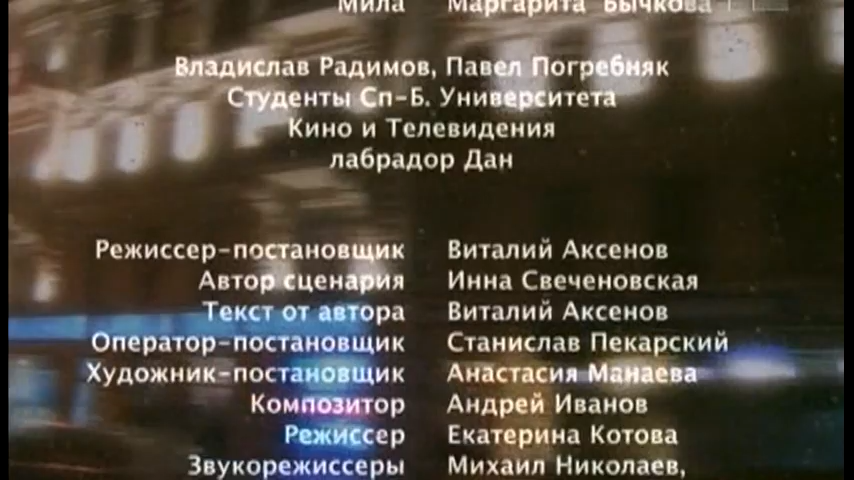 Мила Маргарита Бычкова
Владислав Радимов, Павел Погребняк
Студенты Сп-Б. Университета
Кино и Телевидения
лабрадор Дан
Режиссер-постановщик Виталий Аксенов
Автор сценария Инна Свеченовская
Текст от автора Виталий Аксенов
Оператор-постановщик Станислав Пекарский
Художник-постановщик Анастасия Манаева
Композитор Андрей Иванов
Режиссер Екатерина Котова
Звукорежиссеры Михаил Николаев,